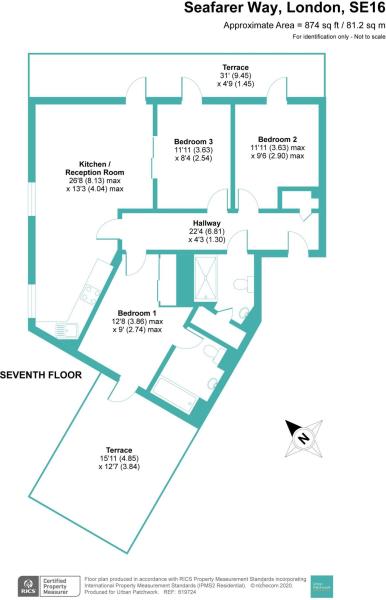 Seafarer Way, London, SE16
Approximate Area = 874 sq ft / 81.2 sq m
For identification only - Not to scale
Terrace
31' (9.45)
x 4'9 (1.45)
Bedroom 3
11'11 (3.63)
x 8'4 (2.54)
Bedroom 2
11'11 (3.63) max
x 9'6 (2.90) max
Kitchen /
Reception Room
26'8 (8.13) max
x 13'3 (4.04) max
Hallway
22'4 (6.81)
x 4'3 (1.30)
Bedroom 1
12'8 (3.86) max
x 9' (2.74) max
SEVENTH FLOOR
Terrace
15'11 (4.85)
x 12'7 (3.84)
N
RICS
Certified
Property
Measurer
Floor plan produced in accordance with RICS Property Measurement Standards incorporating
International Property Measurement Standards (IPMS2 Residential). © nichecom 2020.
Produced for Urban Patchwork. REF: 619724